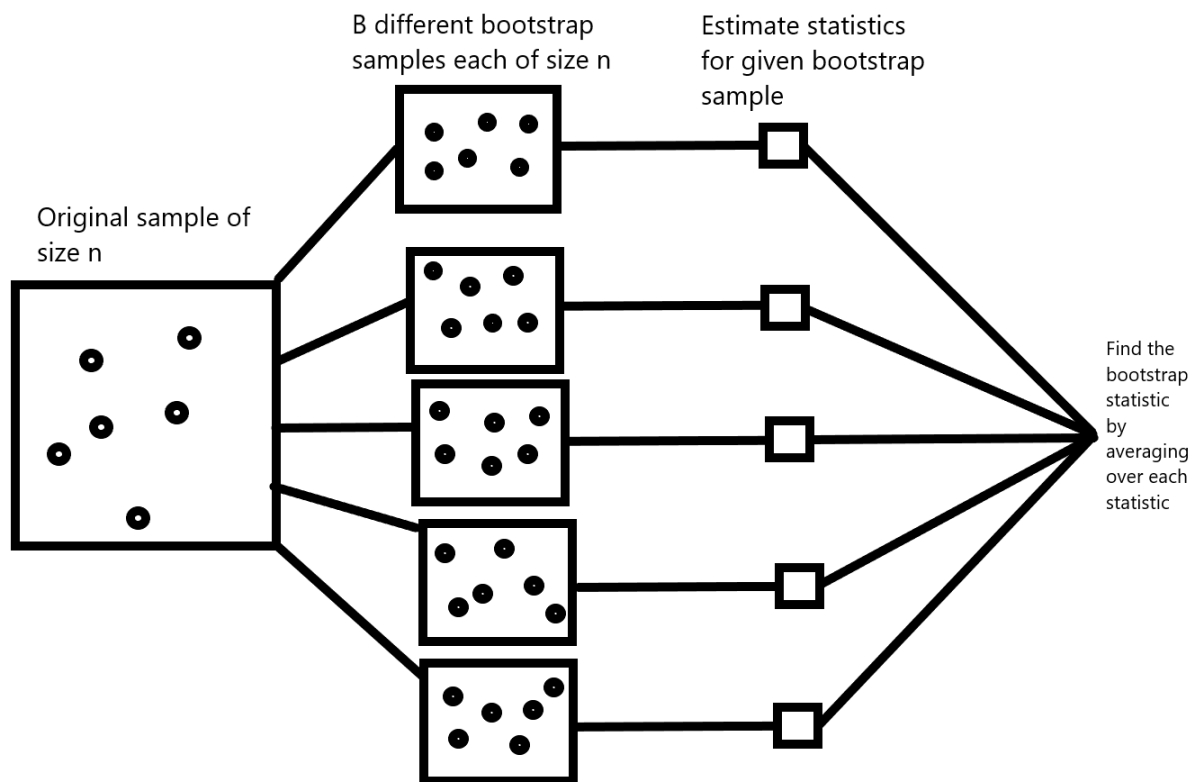 B different bootstrap
samples each of size n
Estimate statistics
for given bootstrap
sample
Original sample of
size n
Find the
bootstrap
statistic
by
averaging
over each
statistic